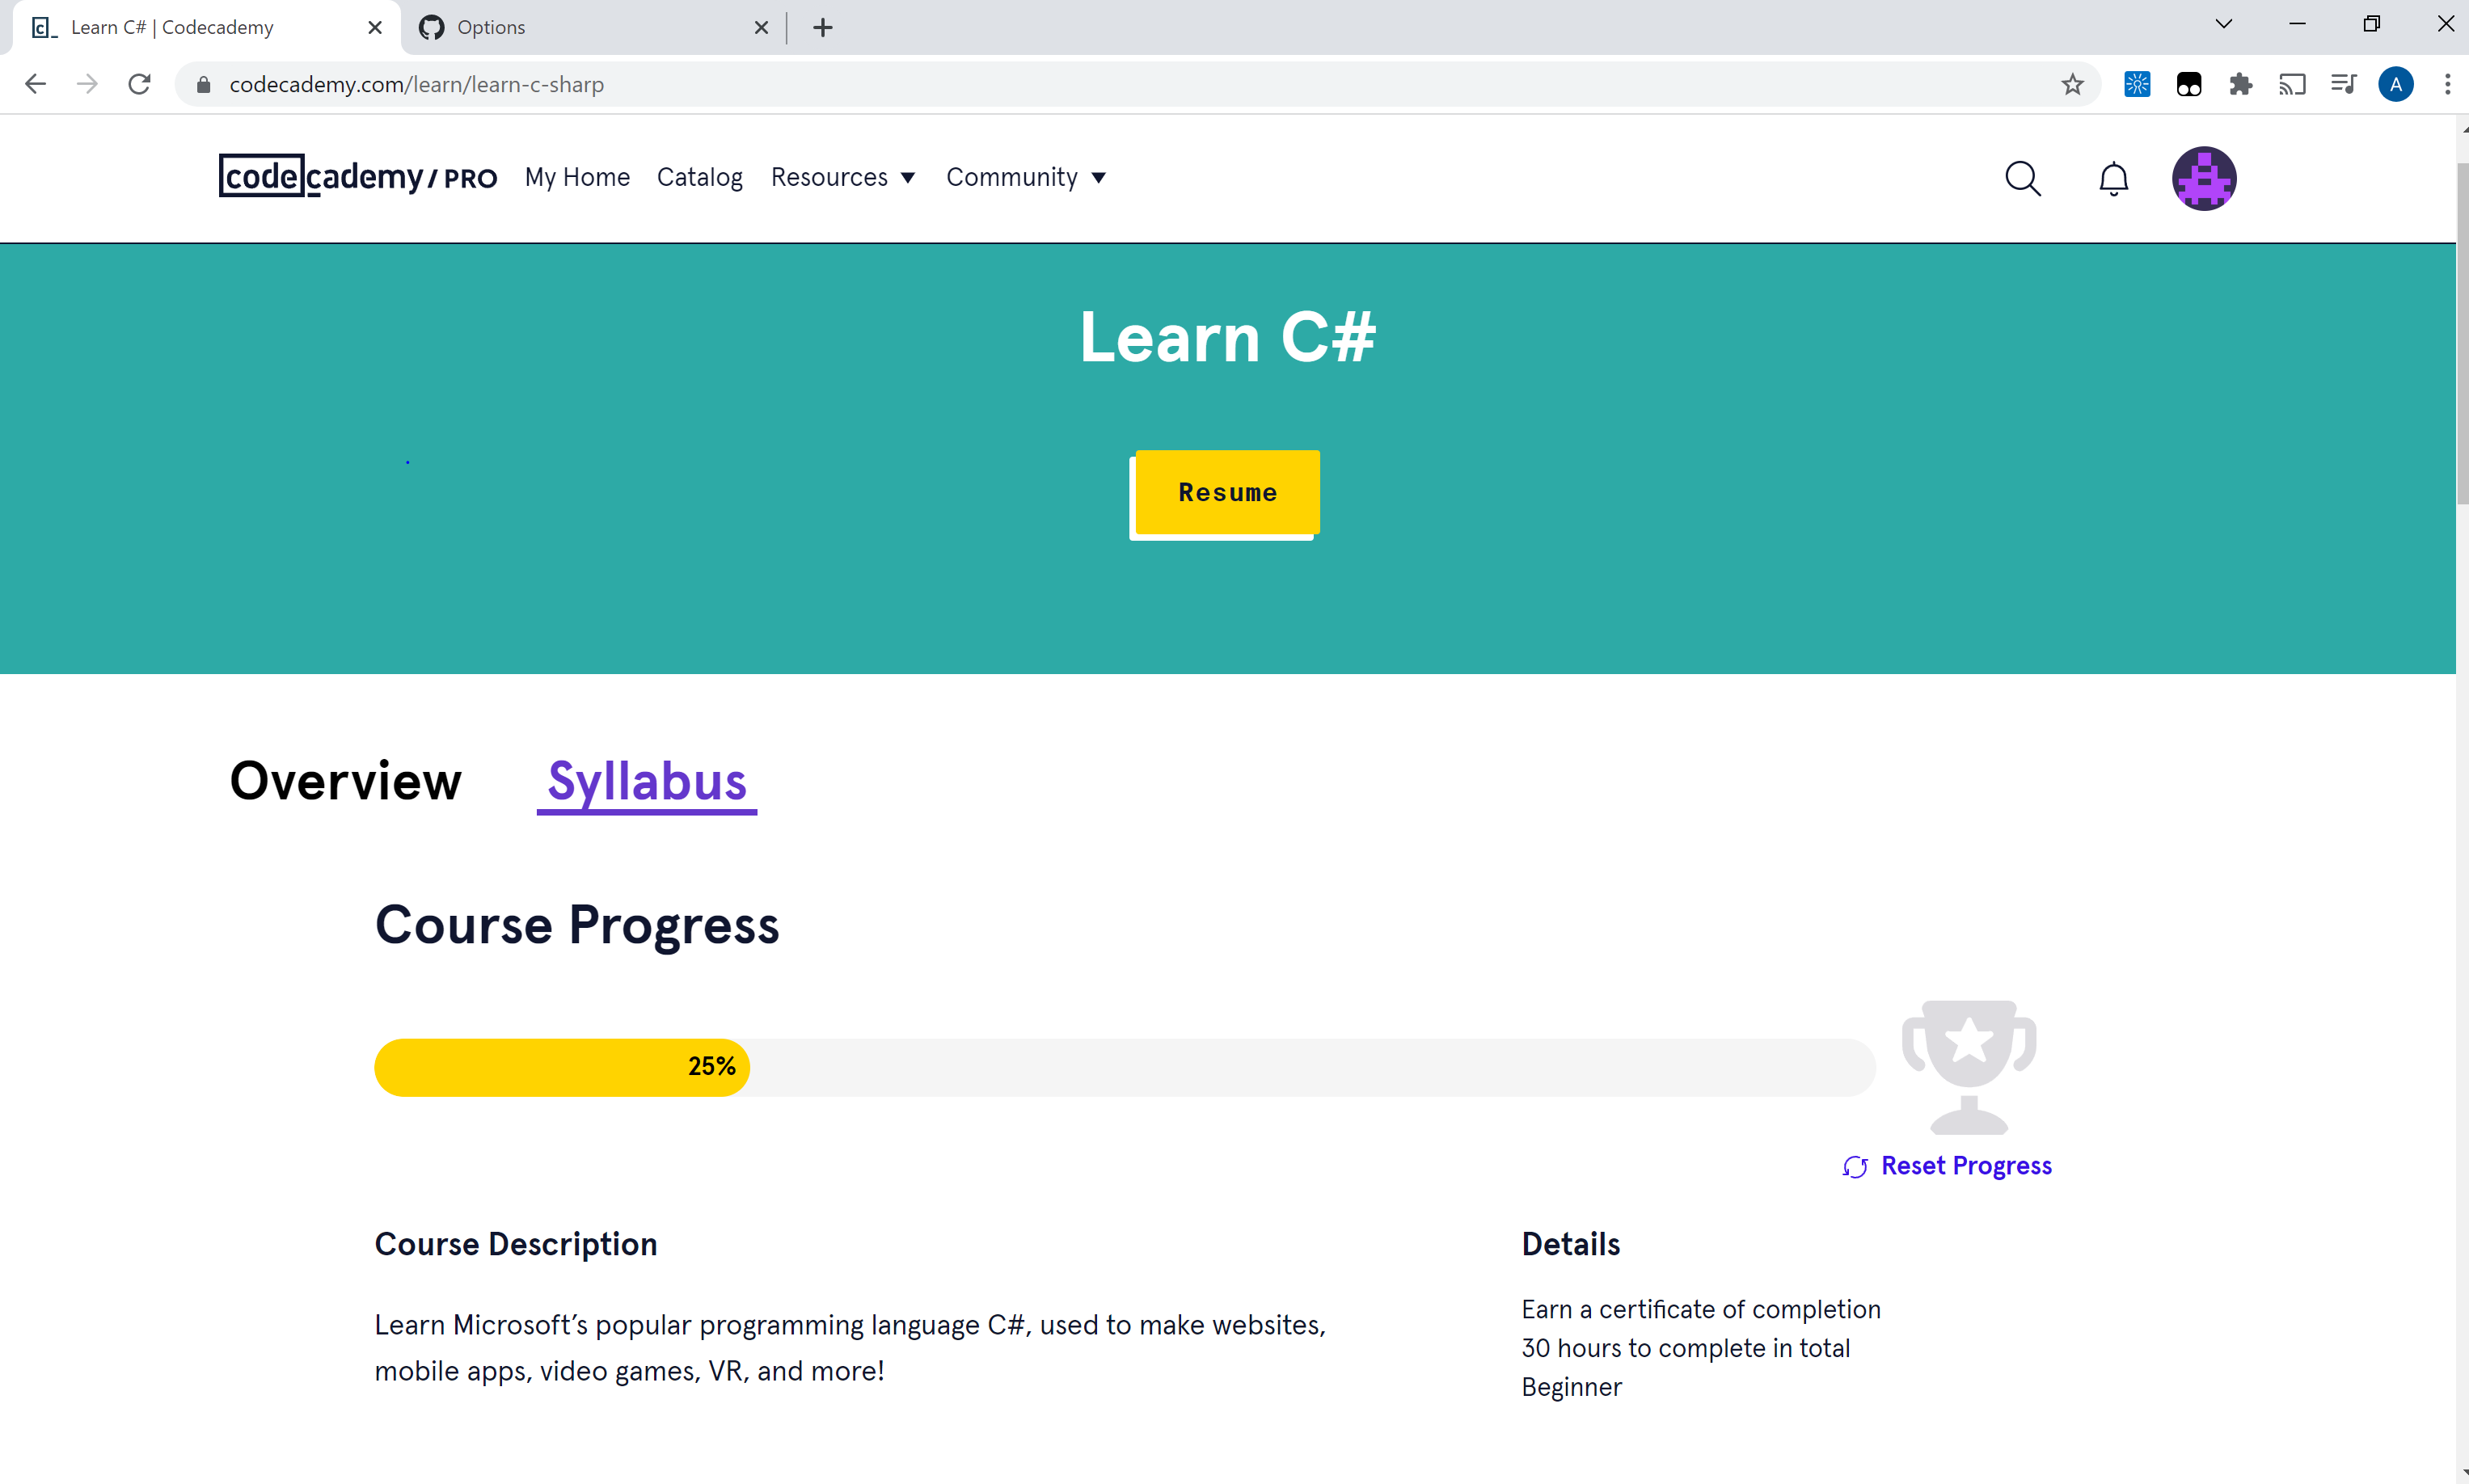 Learn C# | Codecademy
Options
codecademy.com/learn/learn-c-sharp
A
codecademy / PRO
My Home
Catalog
Resources
Community
Learn C#
Resume
Overview
Syllabus
Course Progress
25%
Reset Progress
Course Description
Details
Learn Microsoft’s popular programming language C#, used to make websites,
mobile apps, video games, VR, and more!
Earn a certificate of completion
30 hours to complete in total
Beginner